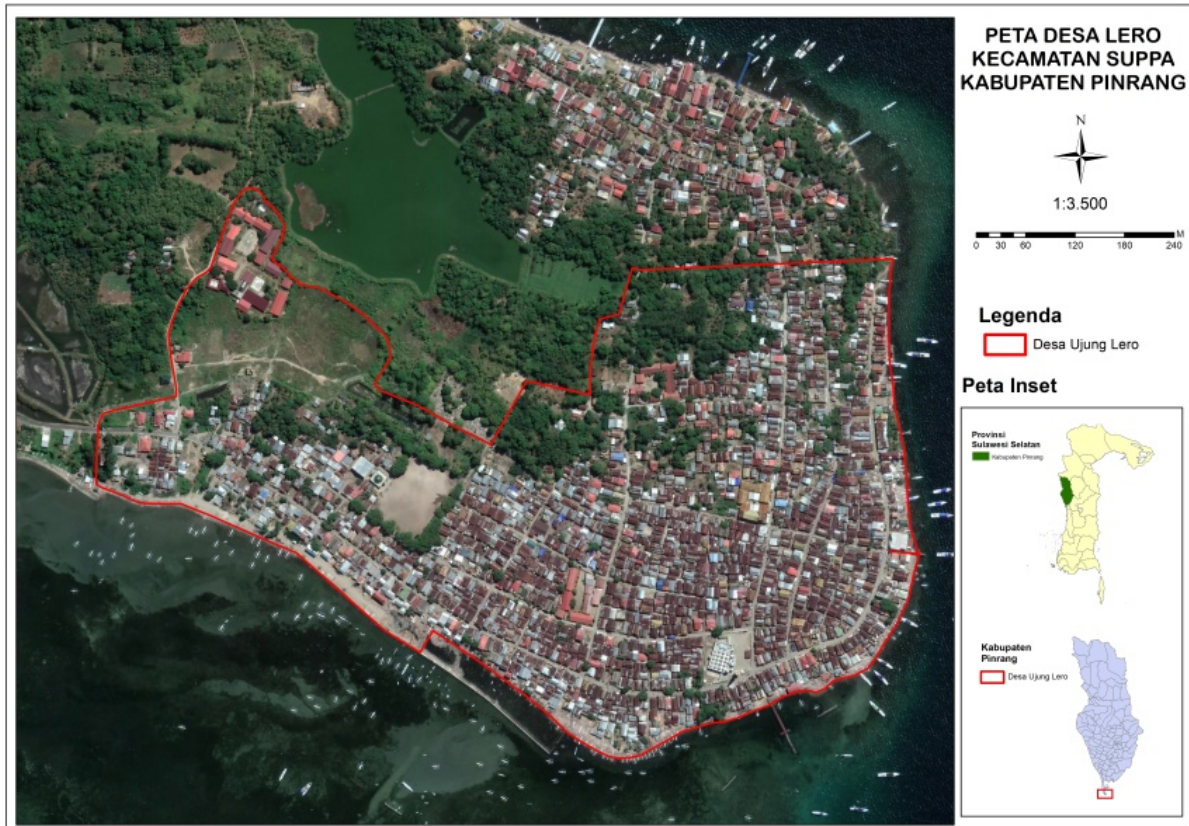 PETA DESA LERO
KECAMATAN SUPPA
KABUPATEN PINRANG
N
1:3.500
M
0 30 60 120 180 240
Legenda
Desa Ujung Lero
Peta Inset
Provinsi
Sulawesi Selatan
Kabupaten Pinrang
Kabupaten
Pinrang
Desa Ujung Lero